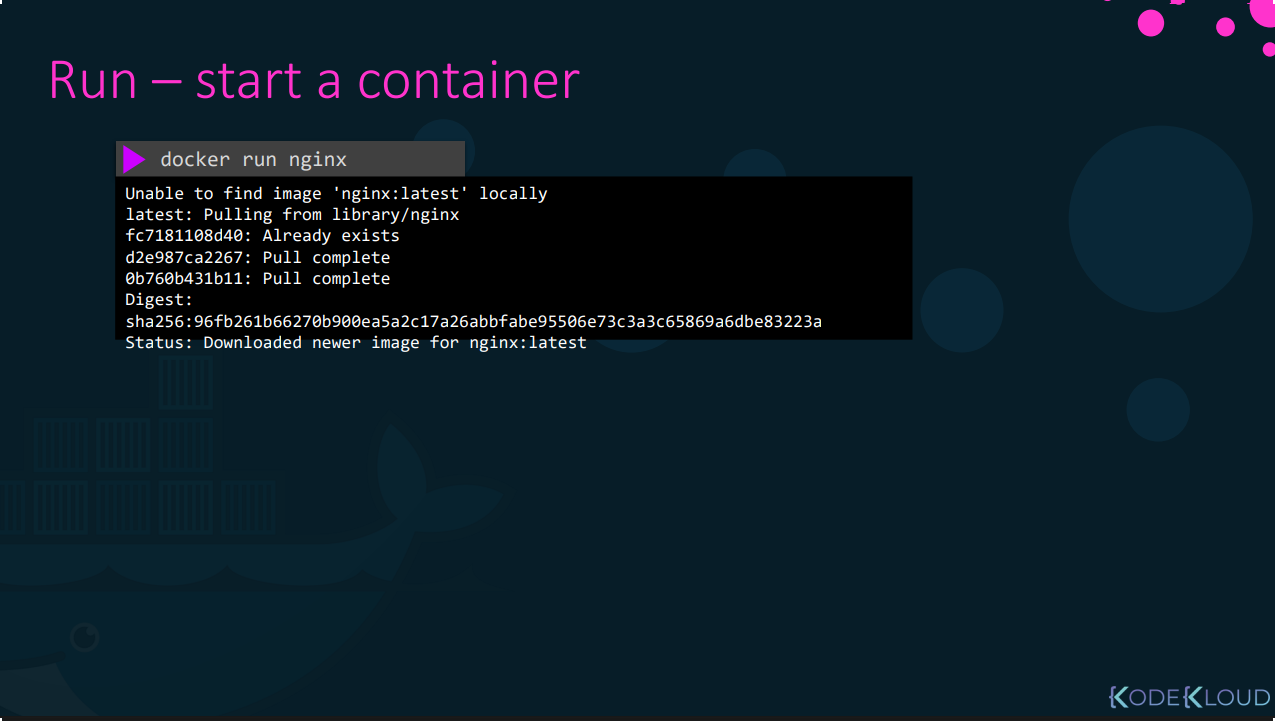 Run – start a container
docker run nginx
Unable to find image 'nginx:latest' locally
latest: Pulling from library/nginx
fc7181108d40: Already exists
d2e987ca2267: Pull complete
0b760b431b11: Pull complete
Digest:
sha256:96fb261b66270b900ea5a2c17a26abbfabe95506e73c3a3c65869a6dbe83223a
Status: Downloaded newer image for nginx:latest
KODEKLOUD